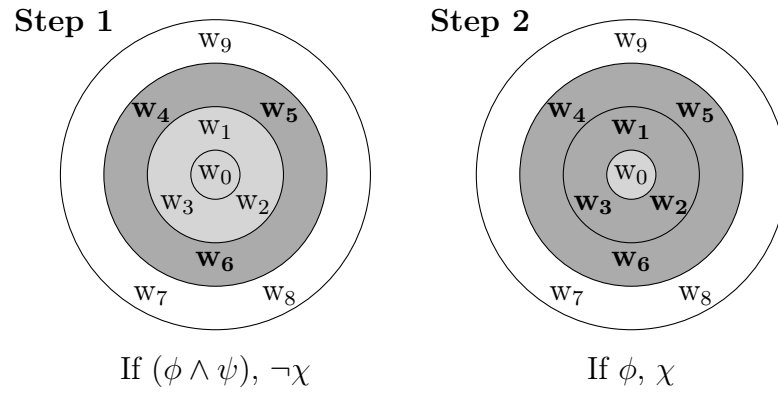 Step 1
w₉
w₄ w₅
w₁
w₀
w₃ w₂
w₆
w₇ w₈
If (ϕ ∧ ψ), ¬χ
Step 2
w₉
w₄ w₅
w₁
w₀
w₃ w₂
w₆
w₇ w₈
If ϕ, χ